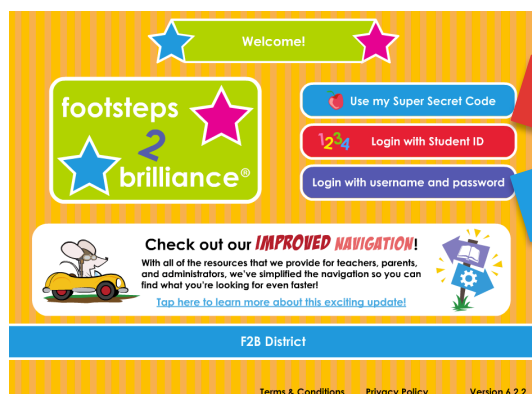 Welcome!
footsteps
2
brilliance®
Use my Super Secret Code
1234 Login with Student ID
Login with username and password
Check out our IMPROVED NAVIGATION!
With all of the resources that we provide for teachers, parents,
and administrators, we've simplified the navigation so you can
find what you're looking for even faster!
Tap here to learn more about this exciting update!
F2B District
Terms & Conditions Privacy Policy Version 6.2.2